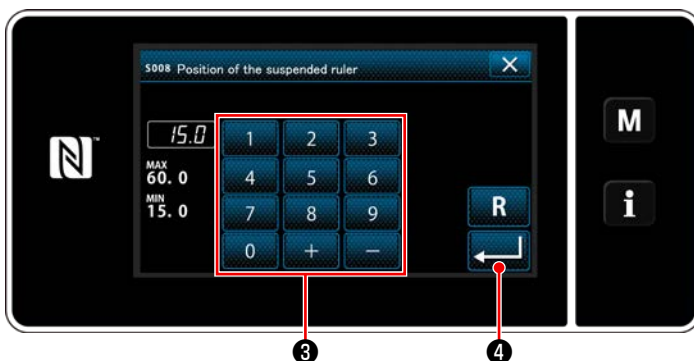 S008 Position of the suspended ruler
15.0
1 2 3
MAX
60. 0
4 5 6
MIN
15. 0
7 8 9
0 + −
R
M
i
N™
❸ ❹